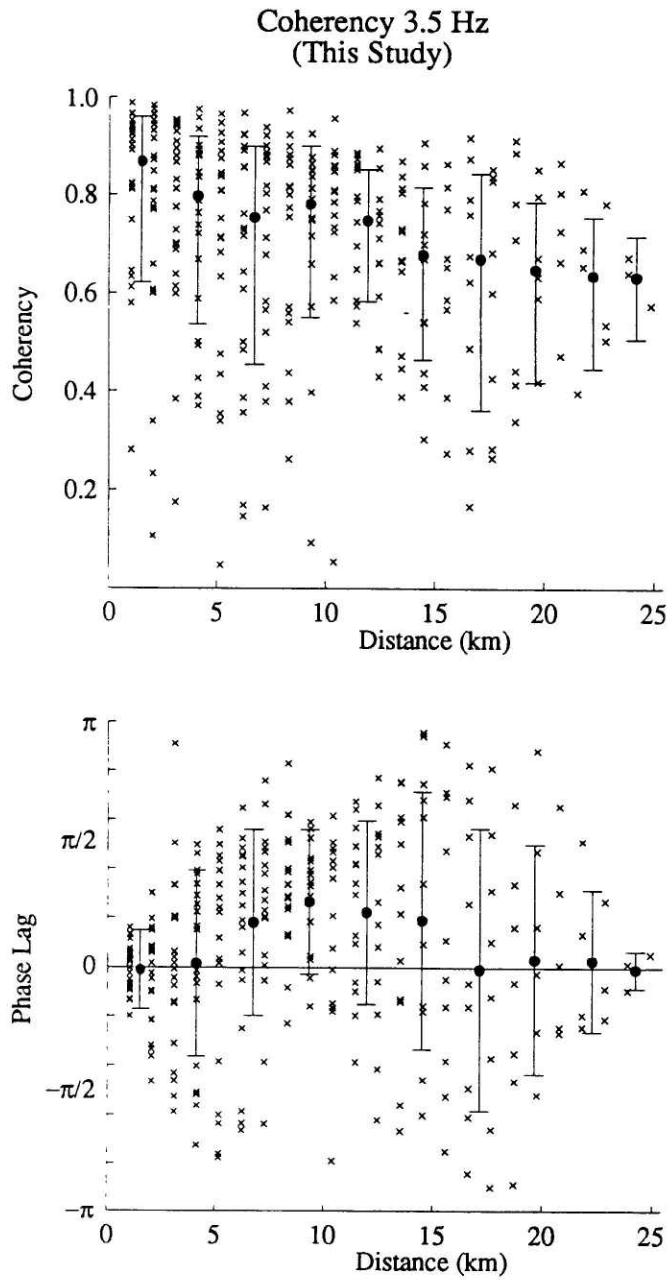 Coherency 3.5 Hz
(This Study)
1.0
0.8
0.6
0.4
0.2
Coherency
0 5 10 15 20 25
Distance (km)
π
π/2
0
−π/2
−π
Phase Lag
0 5 10 15 20 25
Distance (km)